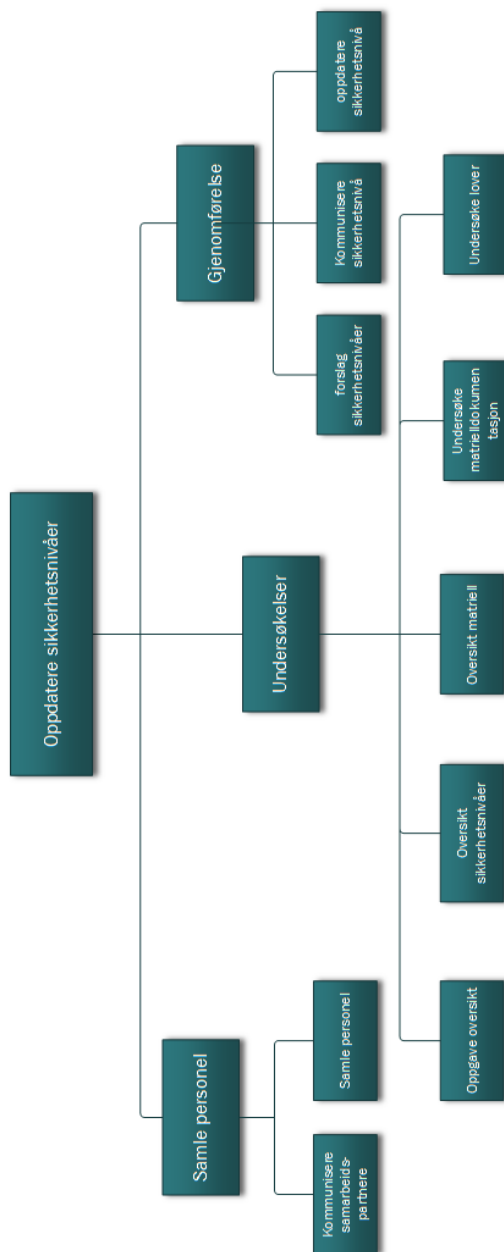 Oppdatere sikkerhetsnivåer
Samle personel
Undersøkelser
Gjenomførelse
Kommunisere
samarbeids-
partnere
Samle personel
forslag
sikkerhetsnivåer
Kommunisere
sikkerhetsnivå
oppdatere
sikkerhetsnivå
Oppgave oversikt
Oversikt
sikkerhetsnivåer
Oversikt matriell
Undersøke
matrielldokumen
tasjon
Undersøke lover